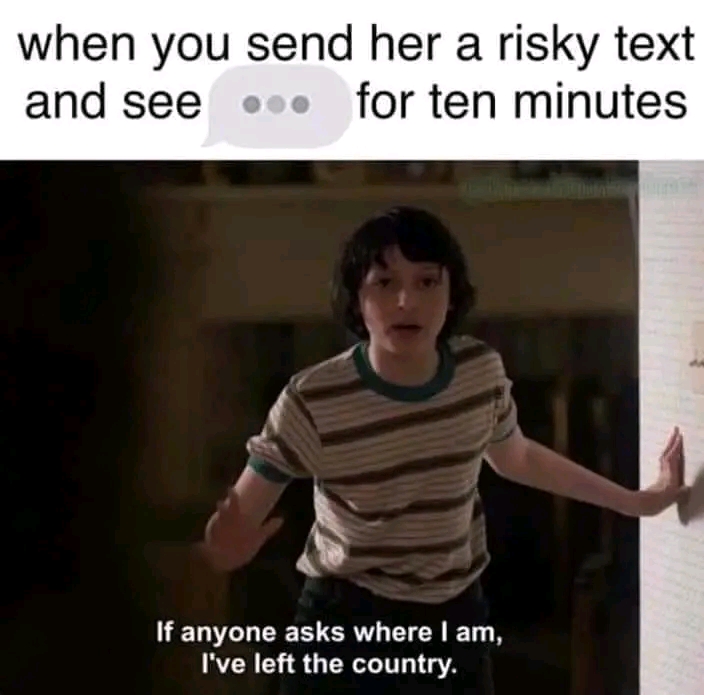 when you send her a risky text
and see ••• for ten minutes
If anyone asks where I am,
I've left the country.